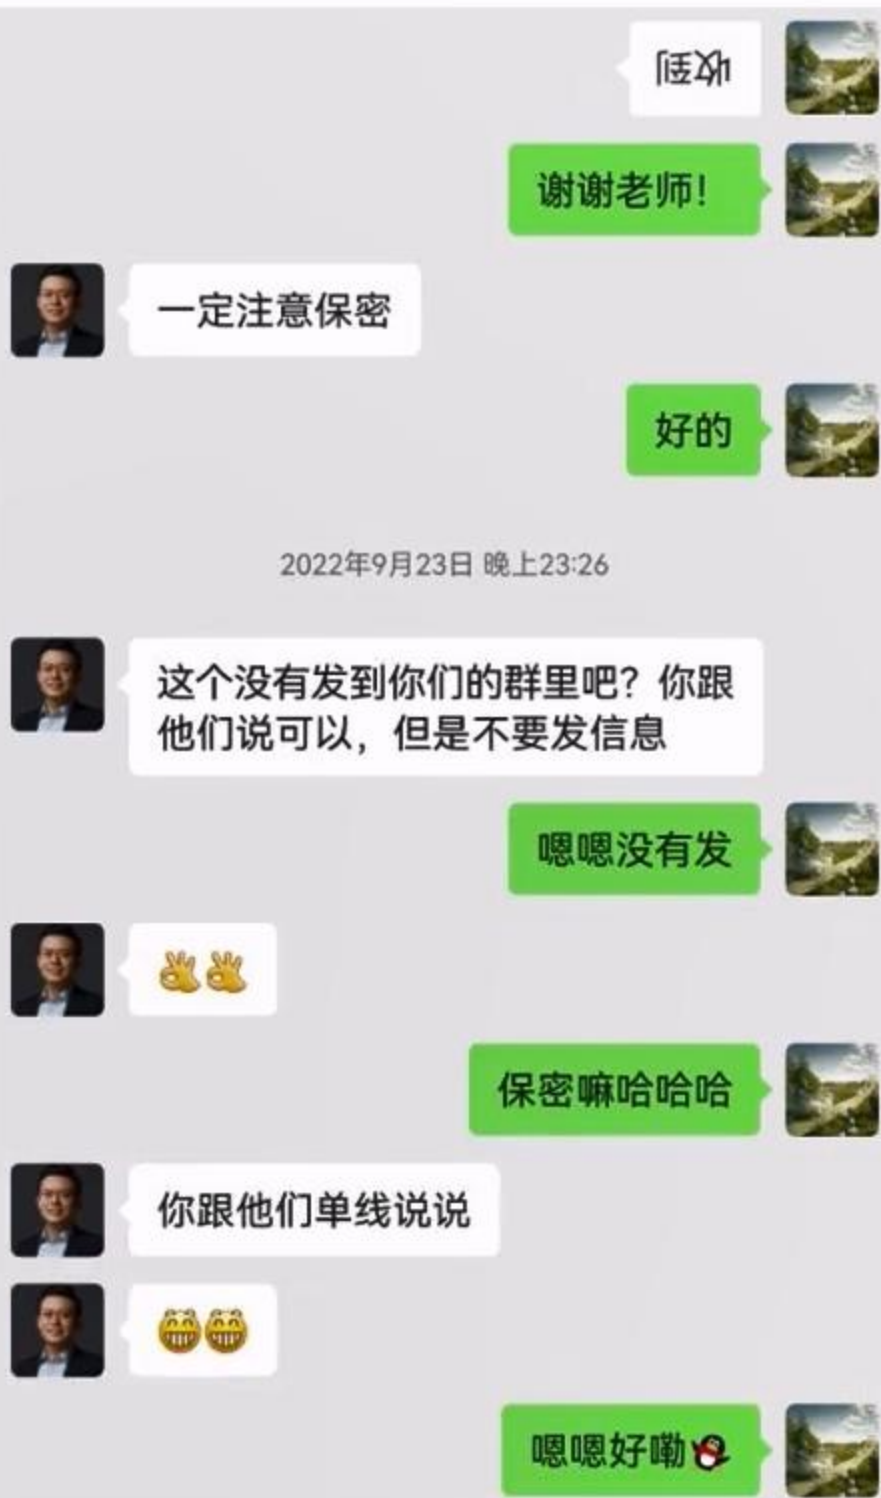 收到
谢谢老师！
一定注意保密
好的
2022年9月23日 晚上23:26
这个没有发到你们的群里吧？你跟
他们说可以，但是不要发信息
嗯嗯没有发
保密嘛哈哈哈
你跟他们单线说说
嗯嗯好嘞